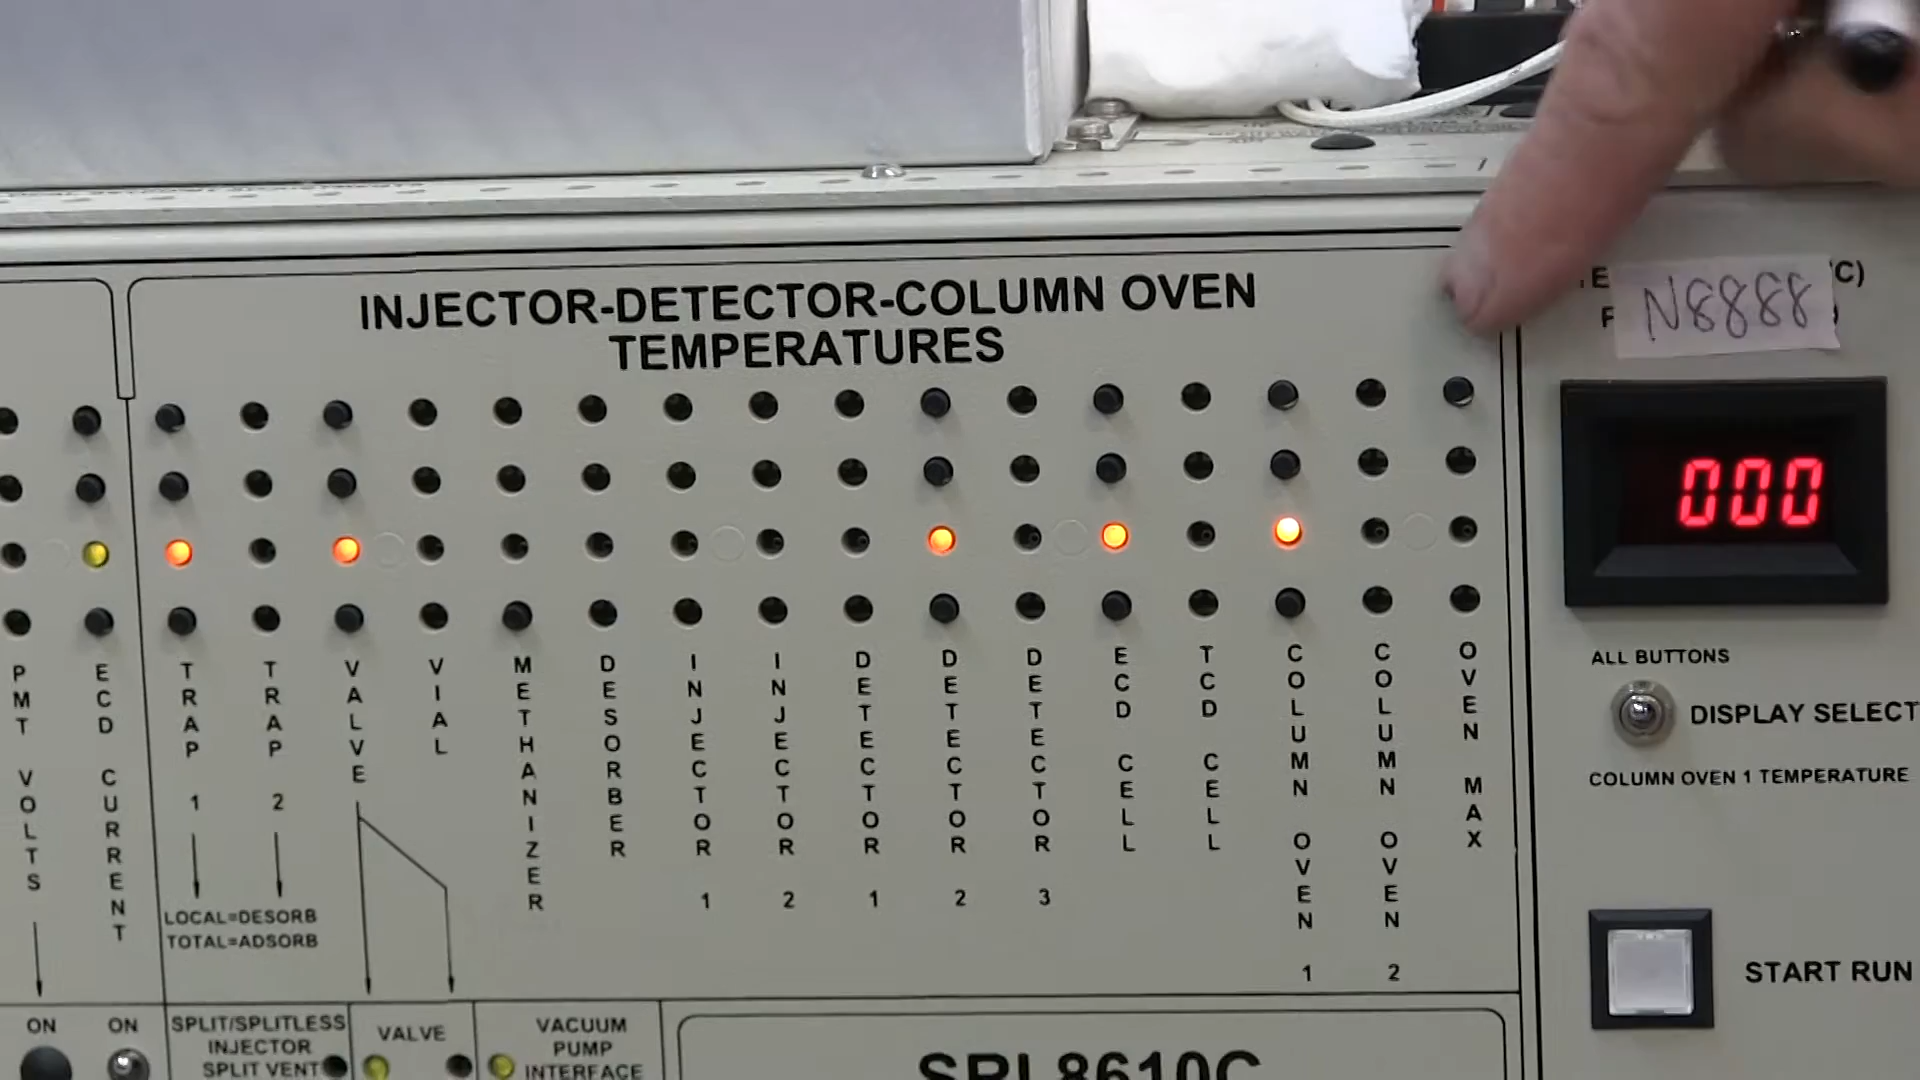 INJECTOR-DETECTOR-COLUMN OVEN
TEMPERATURES
C)
N8888
000
PMT VOLTS
ECD CURRENT
TRAP 1
TRAP 2
VALVE
VIAL
METHANIZER
DESORBER
INJECTOR 1
INJECTOR 2
DETECTOR 1
DETECTOR 2
DETECTOR 3
ECD CELL
TCD CELL
COLUMN OVEN 1
COLUMN OVEN 2
OVEN MAX
ALL BUTTONS
DISPLAY SELECT
COLUMN OVEN 1 TEMPERATURE
LOCAL=DESORB
TOTAL=ADSORB
START RUN
ON
ON
SPLIT/SPLITLESS
INJECTOR
SPLIT VENT
VALVE
VACUUM
PUMP
INTERFACE
SRI 8610C